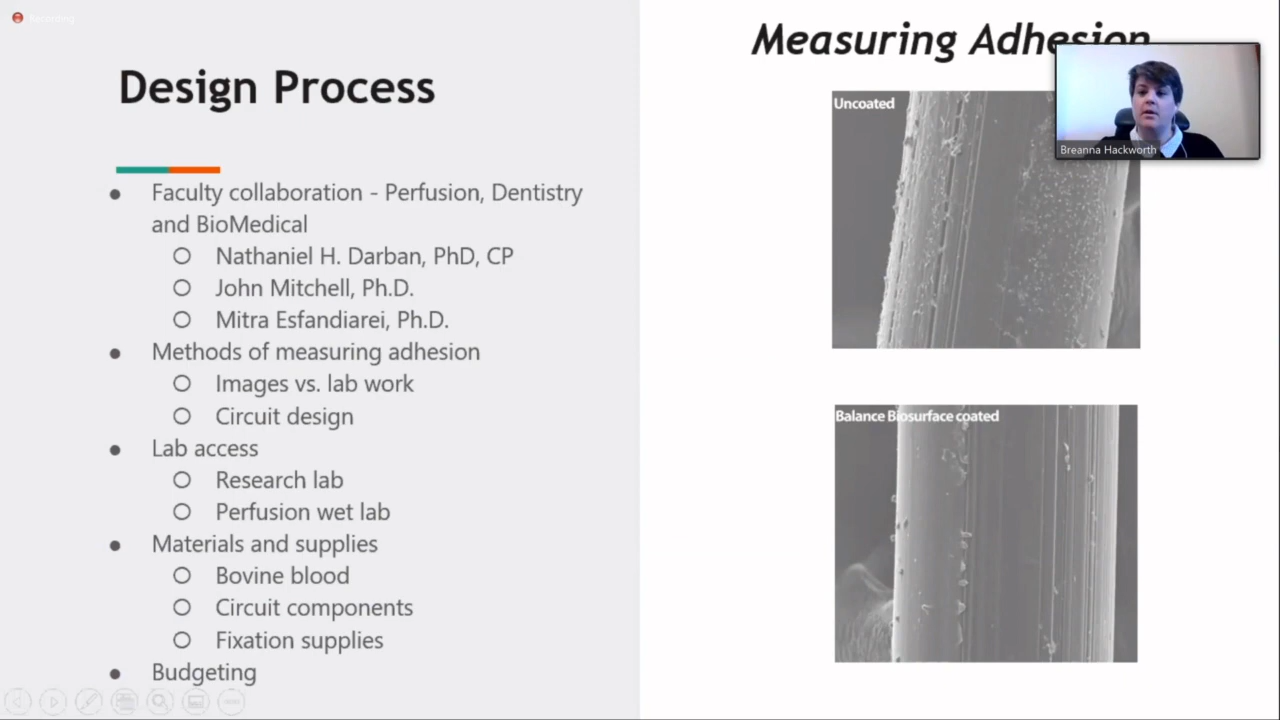 Recording
Design Process
Faculty collaboration - Perfusion, Dentistry
and BioMedical
Nathaniel H. Darban, PhD, CP
John Mitchell, Ph.D.
Mitra Esfandiarei, Ph.D.
Methods of measuring adhesion
Images vs. lab work
Circuit design
Lab access
Research lab
Perfusion wet lab
Materials and supplies
Bovine blood
Circuit components
Fixation supplies
Budgeting
Measuring Adhesion
Uncoated
Breanna Hackworth
Balance Biosurface coated